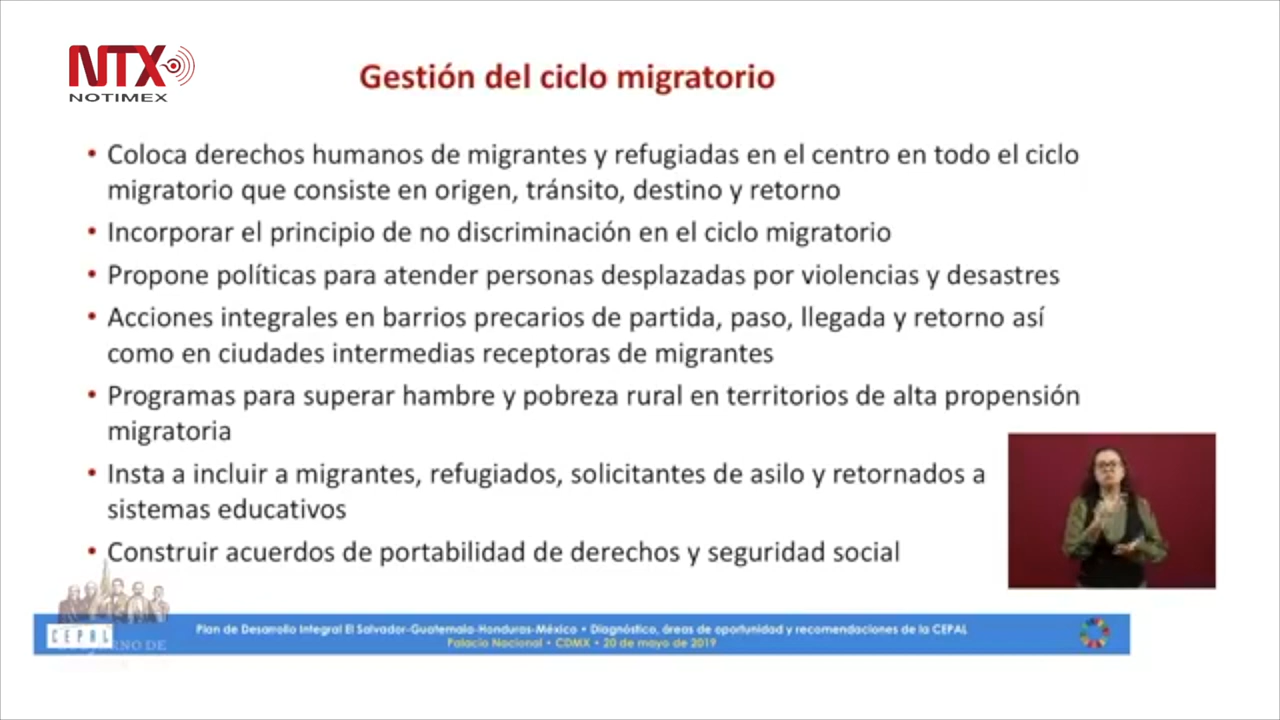 NTX
NOTIMEX
Gestión del ciclo migratorio
• Coloca derechos humanos de migrantes y refugiadas en el centro en todo el ciclo
migratorio que consiste en origen, tránsito, destino y retorno
• Incorporar el principio de no discriminación en el ciclo migratorio
• Propone políticas para atender personas desplazadas por violencias y desastres
• Acciones integrales en barrios precarios de partida, paso, llegada y retorno así
como en ciudades intermedias receptoras de migrantes
• Programas para superar hambre y pobreza rural en territorios de alta propensión
migratoria
• Insta a incluir a migrantes, refugiados, solicitantes de asilo y retornados a
sistemas educativos
• Construir acuerdos de portabilidad de derechos y seguridad social
CEPAL
Plan de Desarrollo Integral El Salvador-Guatemala-Honduras-México • Diagnóstico, áreas de oportunidad y recomendaciones de la CEPAL
Palacio Nacional • CDMX • 20 de mayo de 2019